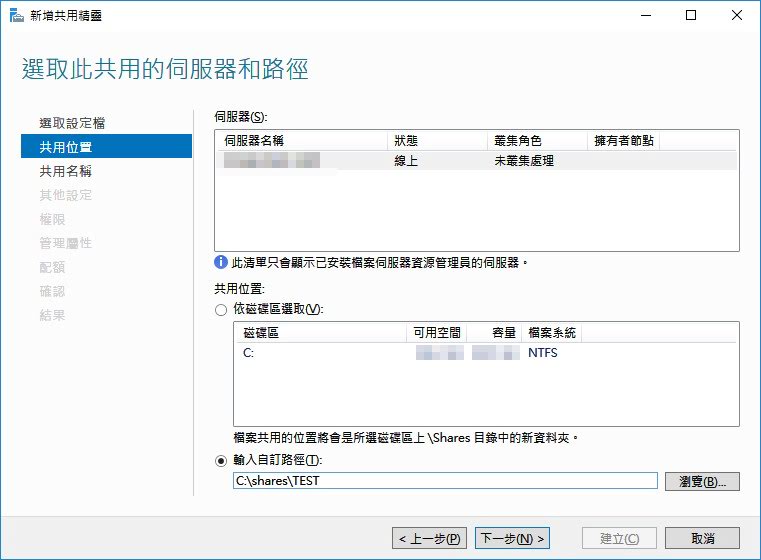 新增共用精靈
選取此共用的伺服器和路徑
選取設定檔
共用位置
共用名稱
其他設定
權限
管理屬性
配額
確認
結果
伺服器(S):
伺服器名稱 狀態 叢集角色 擁有者節點
線上 未叢集處理
此清單只會顯示已安裝檔案伺服器資源管理員的伺服器。
共用位置:
依磁碟區選取(V):
磁碟區 可用空間 容量 檔案系統
C: NTFS
檔案共用的位置將會是所選磁碟區上 \Shares 目錄中的新資料夾。
輸入自訂路徑(T):
C:\shares\TEST
瀏覽(B)...
< 上一步(P) 下一步(N) > 建立(C) 取消